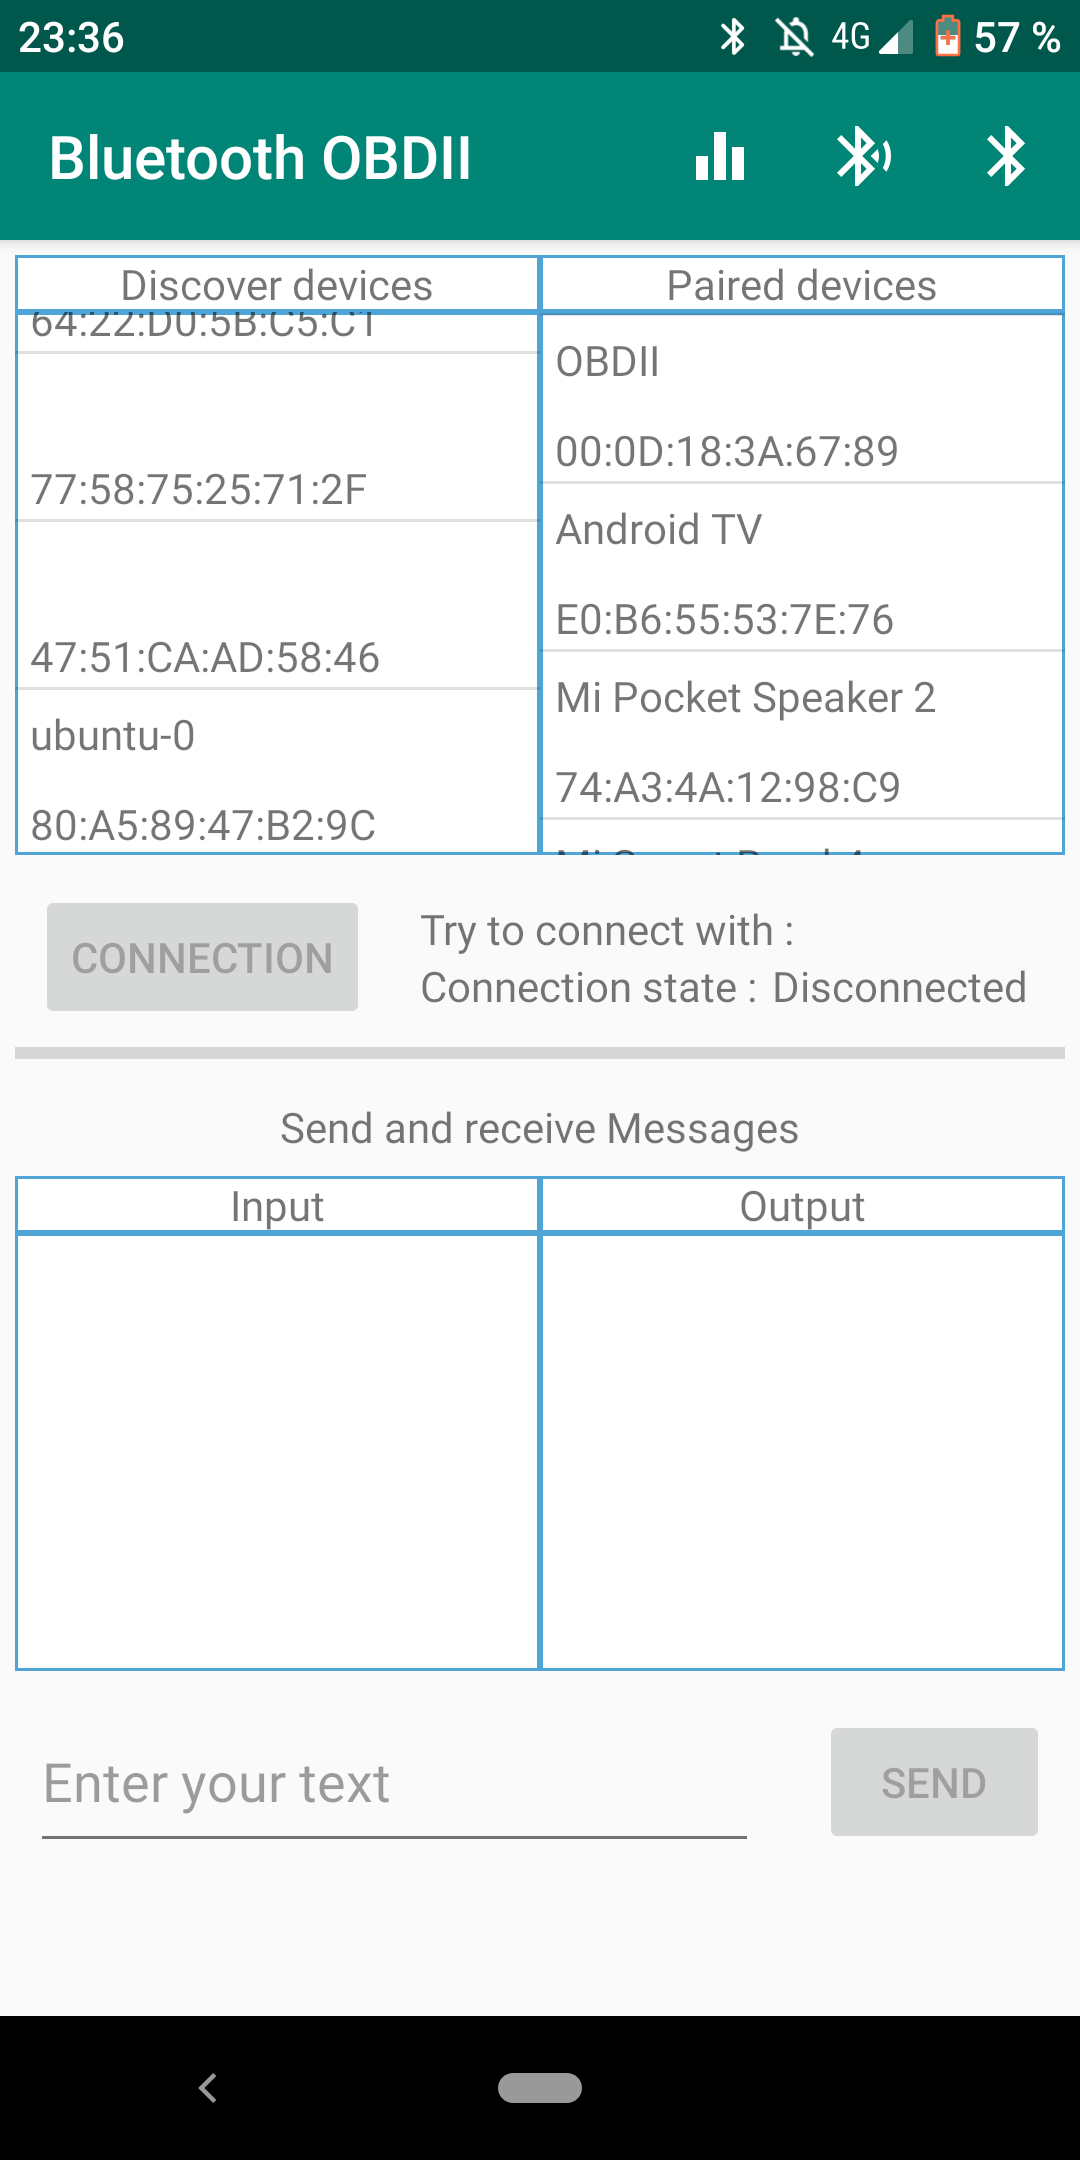 23:36
4G
57 %
Bluetooth OBDII
Discover devices
64:22:D0:5B:C5:C1
77:58:75:25:71:2F
47:51:CA:AD:58:46
ubuntu-0
80:A5:89:47:B2:9C
Paired devices
OBDII
00:0D:18:3A:67:89
Android TV
E0:B6:55:53:7E:76
Mi Pocket Speaker 2
74:A3:4A:12:98:C9
CONNECTION
Try to connect with :
Connection state : Disconnected
Send and receive Messages
Input
Output
Enter your text
SEND